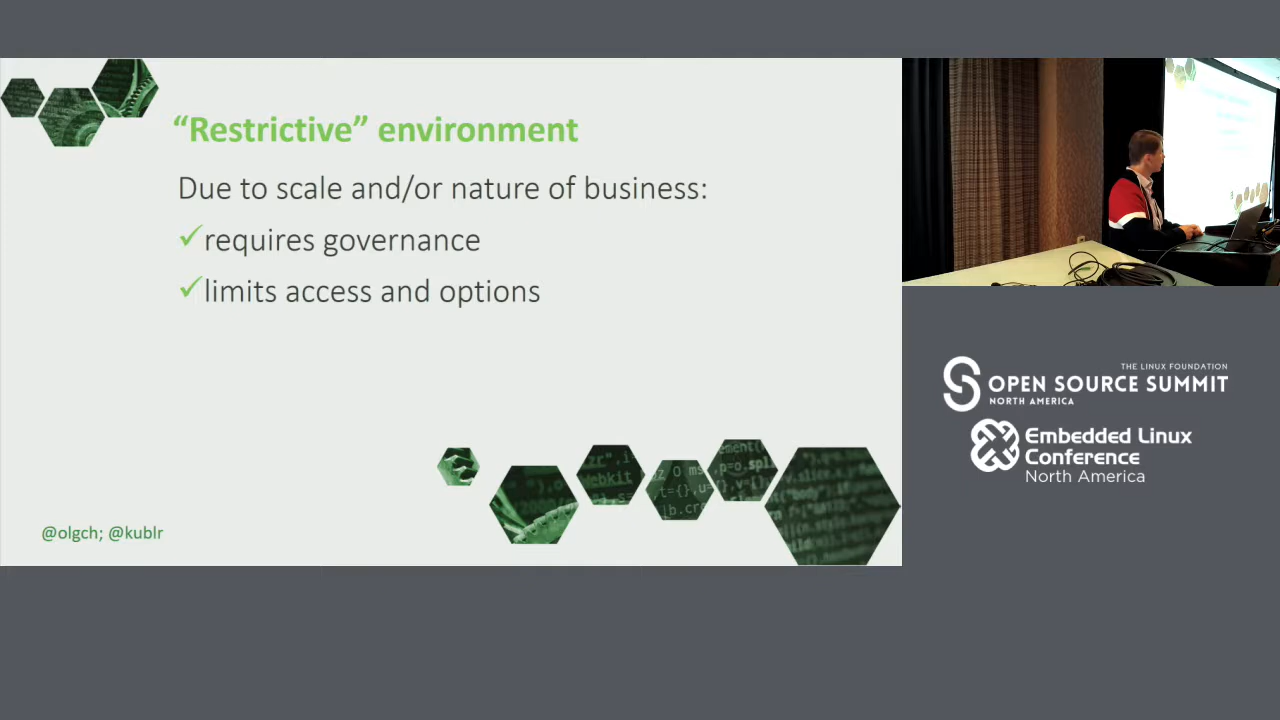 “Restrictive” environment
Due to scale and/or nature of business:
✓requires governance
✓limits access and options
@olgch; @kublr
THE LINUX FOUNDATION
OPEN SOURCE SUMMIT
NORTH AMERICA
Embedded Linux
Conference
North America